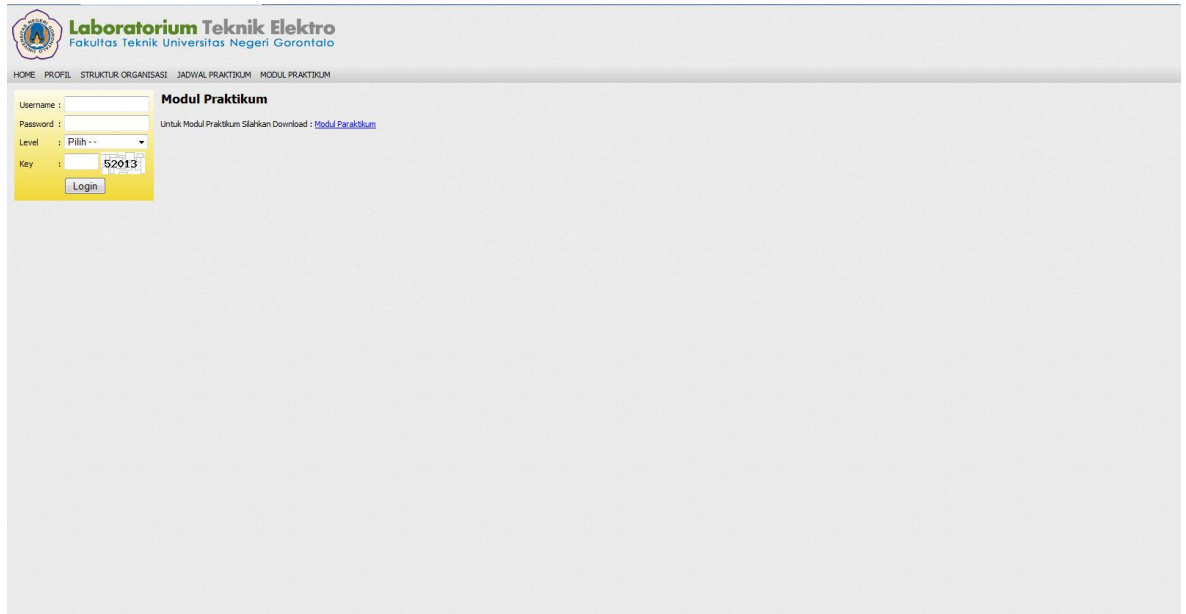 Laboratorium Teknik Elektro
Fakultas Teknik Universitas Negeri Gorontalo
HOME PROFIL STRUKTUR ORGANISASI JADWAL PRAKTIKUM MODUL PRAKTIKUM
Username :
Password :
Level : Pilih - -
Key : 52013
Login
Modul Praktikum
Untuk Modul Praktikum Silahkan Download : Modul Paraktikum